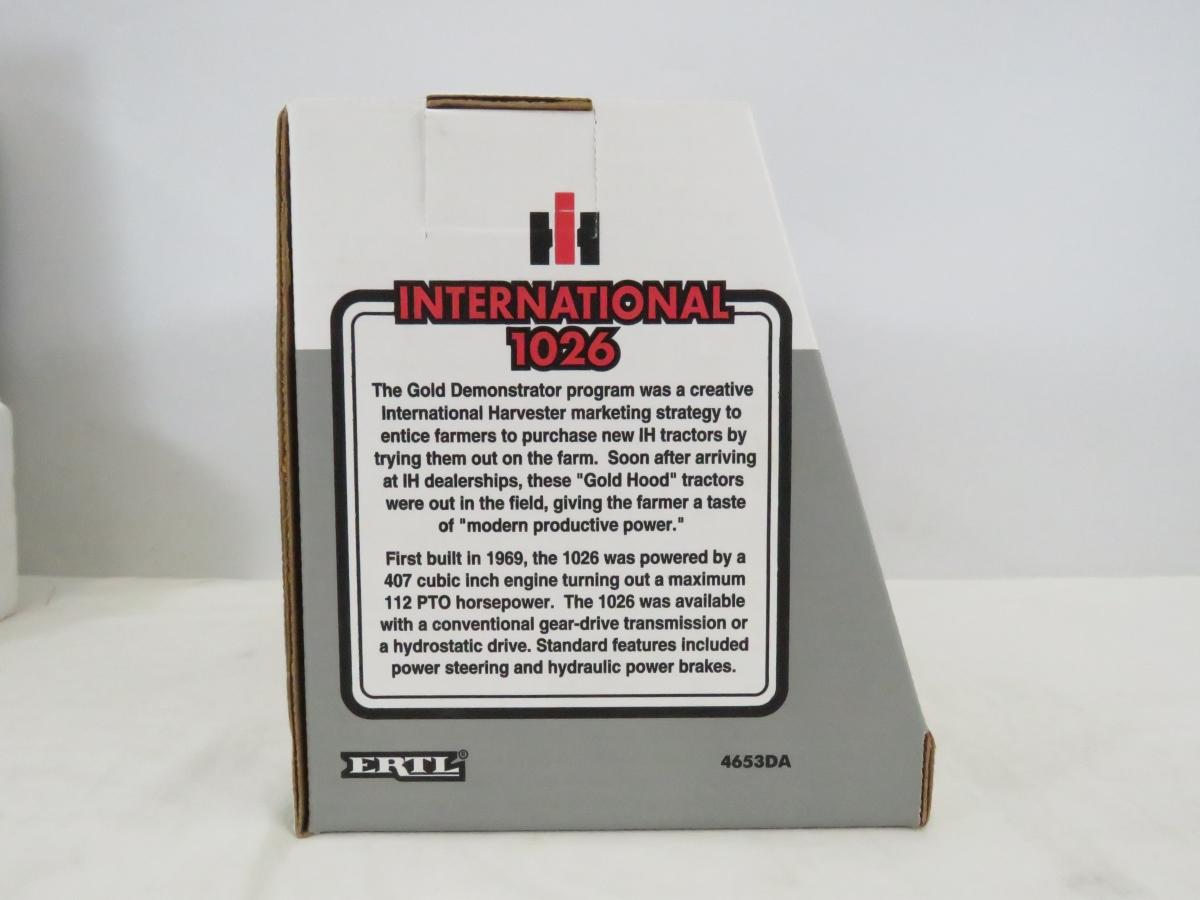 INTERNATIONAL
1026
The Gold Demonstrator program was a creative
International Harvester marketing strategy to
entice farmers to purchase new IH tractors by
trying them out on the farm. Soon after arriving
at IH dealerships, these "Gold Hood" tractors
were out in the field, giving the farmer a taste
of "modern productive power."
First built in 1969, the 1026 was powered by a
407 cubic inch engine turning out a maximum
112 PTO horsepower. The 1026 was available
with a conventional gear-drive transmission or
a hydrostatic drive. Standard features included
power steering and hydraulic power brakes.
ERTL®
4653DA